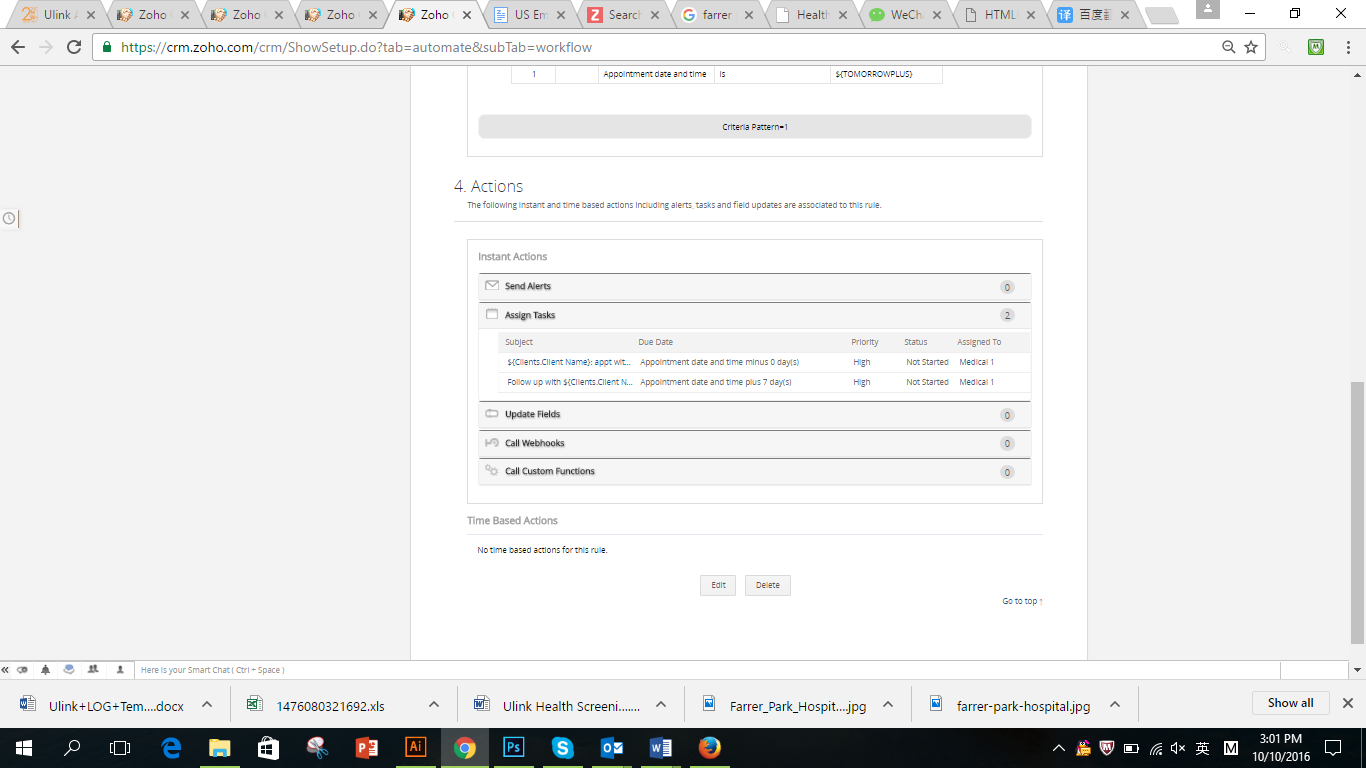 Ulink A
Zoho
Zoho
Zoho
Zoho
US Em
Searc
farrer
Health
WeCh
HTML
百度
https://crm.zoho.com/crm/ShowSetup.do?tab=automate&subTab=workflow
1 Appointment date and time is ${TOMORROWPLUS}
Criteria Pattern=1
4. Actions
The following instant and time based actions including alerts, tasks and field updates are associated to this rule.
Instant Actions
Send Alerts 0
Assign Tasks 2
Subject Due Date Priority Status Assigned To
${Clients.Client Name}: appt wit... Appointment date and time minus 0 day(s) High Not Started Medical 1
Follow up with ${Clients.Client N... Appointment date and time plus 7 day(s) High Not Started Medical 1
Update Fields 0
Call Webhooks 0
Call Custom Functions 0
Time Based Actions
No time based actions for this rule.
Edit Delete
Go to top ↑
Here is your Smart Chat ( Ctrl + Space )
Ulink+LOG+Tem....docx
1476080321692.xls
Ulink Health Screeni.......
Farrer_Park_Hospit....jpg
farrer-park-hospital.jpg
Show all
英 M
3:01 PM
10/10/2016